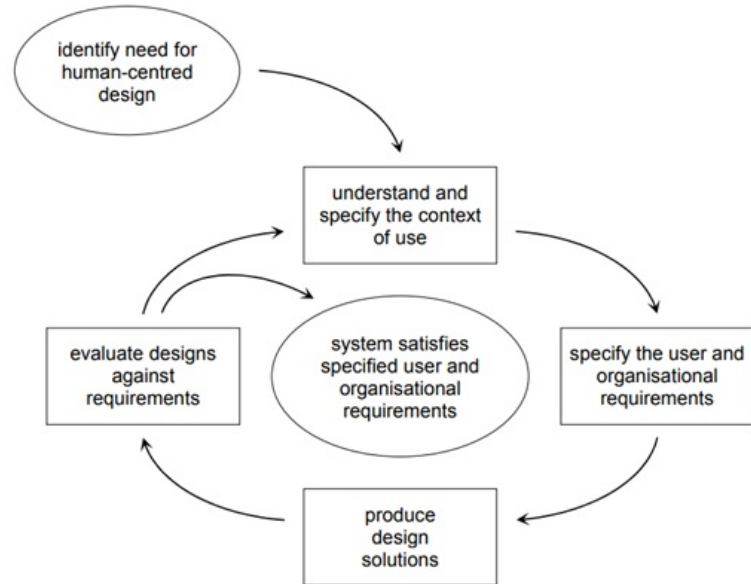 identify need for
human-centred
design
understand and
specify the context
of use
evaluate designs
against
requirements
system satisfies
specified user and
organisational
requirements
specify the user and
organisational
requirements
produce
design
solutions